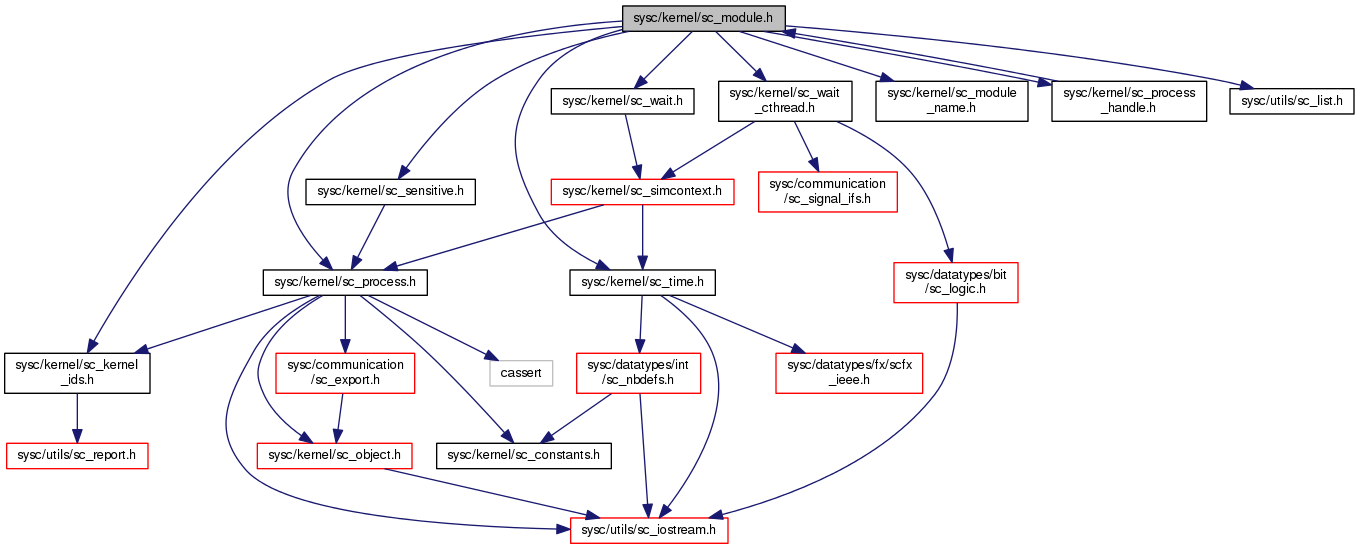 sysc/kernel/sc_module.h
sysc/kernel/sc_wait.h
sysc/kernel/sc_wait
_cthread.h
sysc/kernel/sc_module
_name.h
sysc/kernel/sc_process
_handle.h
sysc/utils/sc_list.h
sysc/kernel/sc_sensitive.h
sysc/kernel/sc_simcontext.h
sysc/communication
/sc_signal_ifs.h
sysc/kernel/sc_process.h
sysc/kernel/sc_time.h
sysc/datatypes/bit
/sc_logic.h
sysc/kernel/sc_kernel
_ids.h
sysc/communication
/sc_export.h
cassert
sysc/datatypes/int
/sc_nbdefs.h
sysc/datatypes/fx/scfx
_ieee.h
sysc/utils/sc_report.h
sysc/kernel/sc_object.h
sysc/kernel/sc_constants.h
sysc/utils/sc_iostream.h